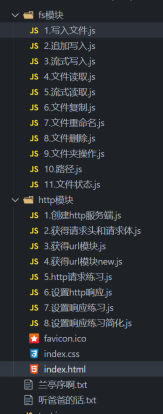 fs模块
JS 1.写入文件.js
JS 2.追加写入.js
JS 3.流式写入.js
JS 4.文件读取.js
JS 5.流式读取.js
JS 6.文件复制.js
JS 7.文件重命名.js
JS 8.文件删除.js
JS 9.文件夹操作.js
JS 10.路径.js
JS 11.文件状态.js
http模块
JS 1.创建http服务端.js
JS 2.获得请求头和请求体.js
JS 3.获得url模块.js
JS 4.获得url模块new.js
JS 5.http请求练习.js
JS 6.设置http响应.js
JS 7.设置响应练习.js
JS 8.设置响应练习简化.js
favicon.ico
index.css
index.html
兰亭序啊.txt
听爸爸的话.txt